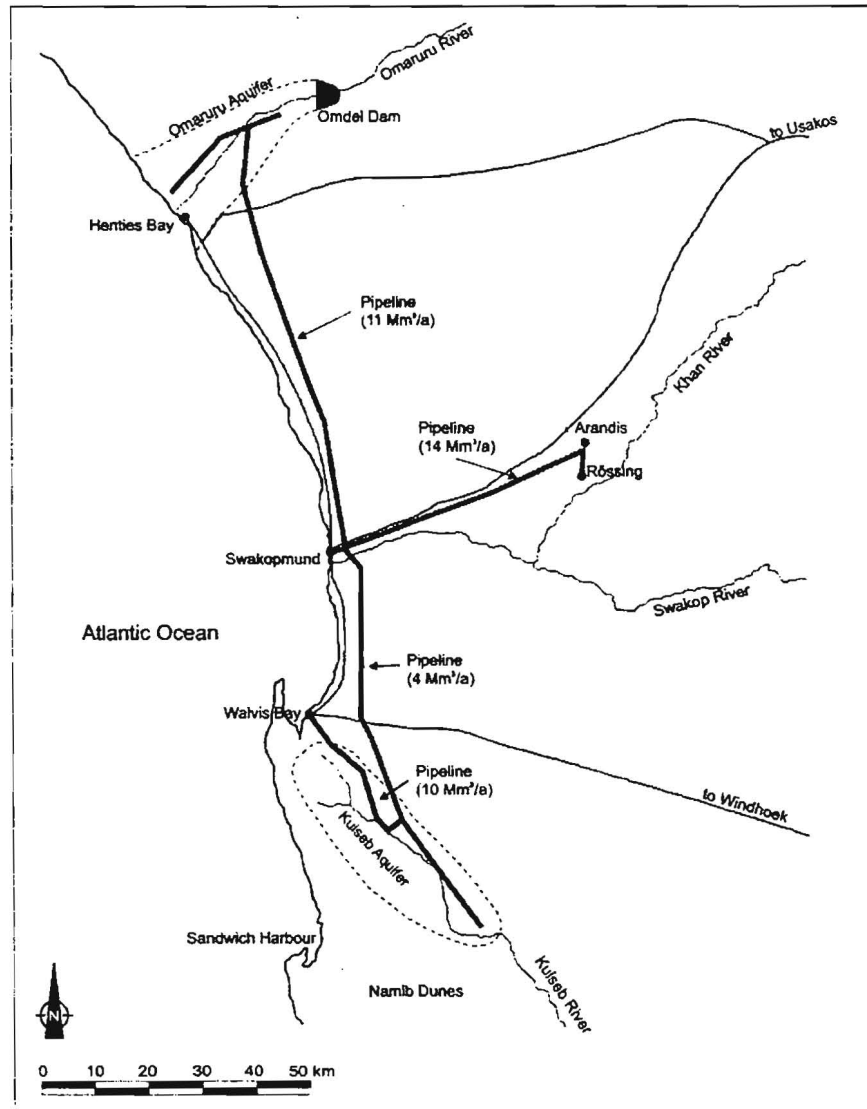 Omaruru River
Omaruru Aquifer
Omdel Dam
to Usakos
Henties Bay
Pipeline
(11 Mm³/a)
Khan River
Pipeline
(14 Mm³/a)
Arandis
Rössing
Swakopmund
Swakop River
Atlantic Ocean
Pipeline
(4 Mm³/a)
Walvis Bay
Pipeline
(10 Mm³/a)
to Windhoek
Kuiseb Aquifer
Sandwich Harbour
Namib Dunes
Kuiseb River
N
0 10 20 30 40 50 km